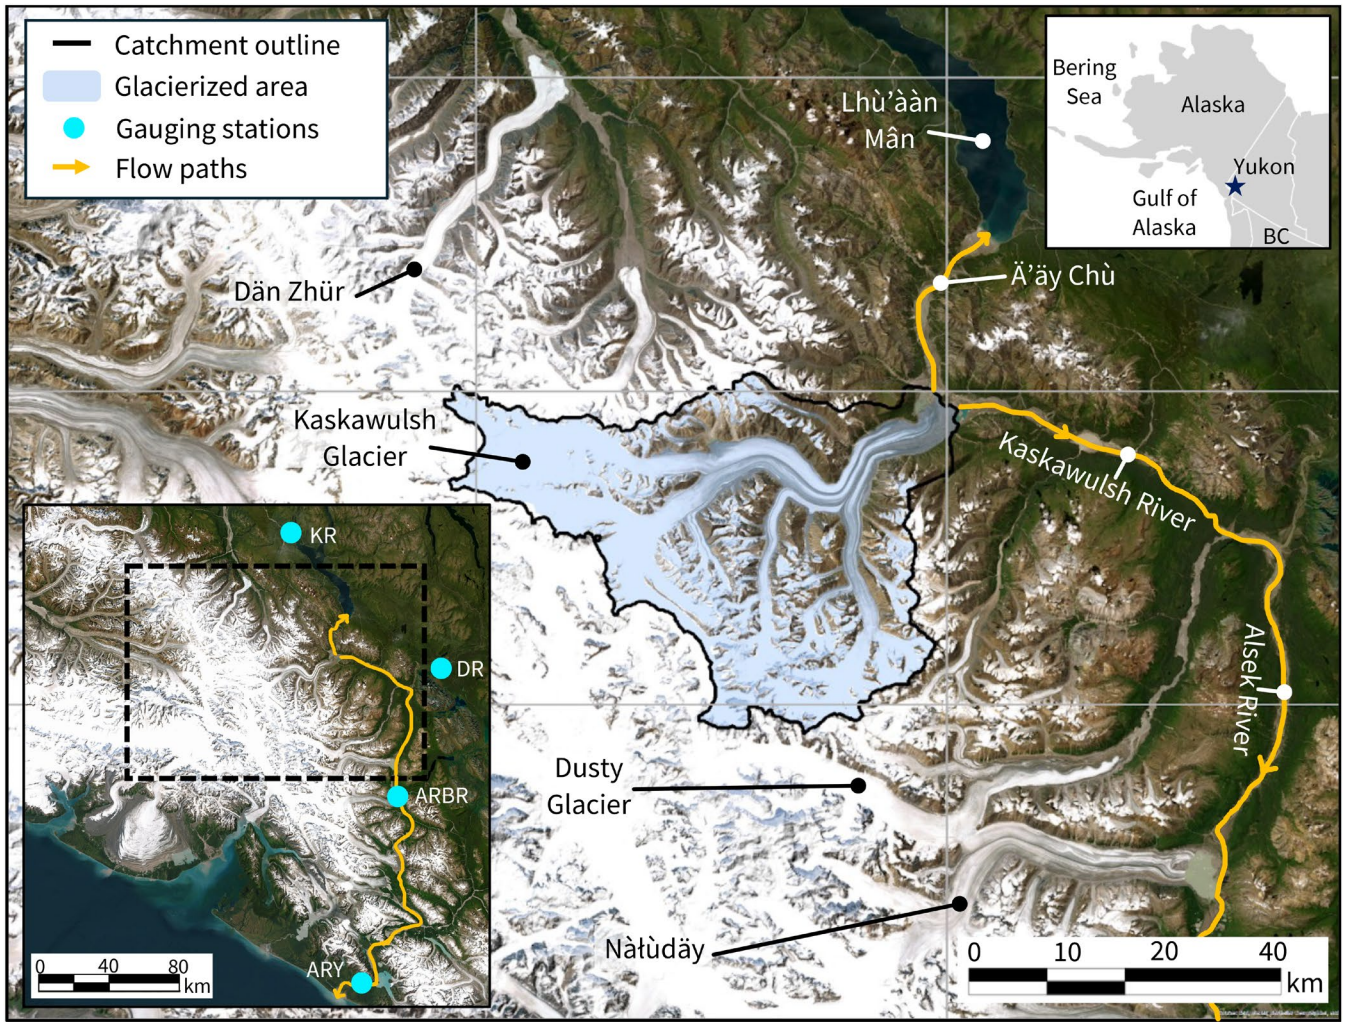 Catchment outline
Glacierized area
Gauging stations
Flow paths
Lhù’ààn
Mân
Bering
Sea
Alaska
Yukon
Gulf of
Alaska
BC
Dän Zhür
Ä’äy Chù
Kaskawulsh
Glacier
Kaskawulsh River
Alsek River
KR
DR
ARBR
ARY
0 40 80
km
Dusty
Glacier
Nàłùdäy
0 10 20 40
km